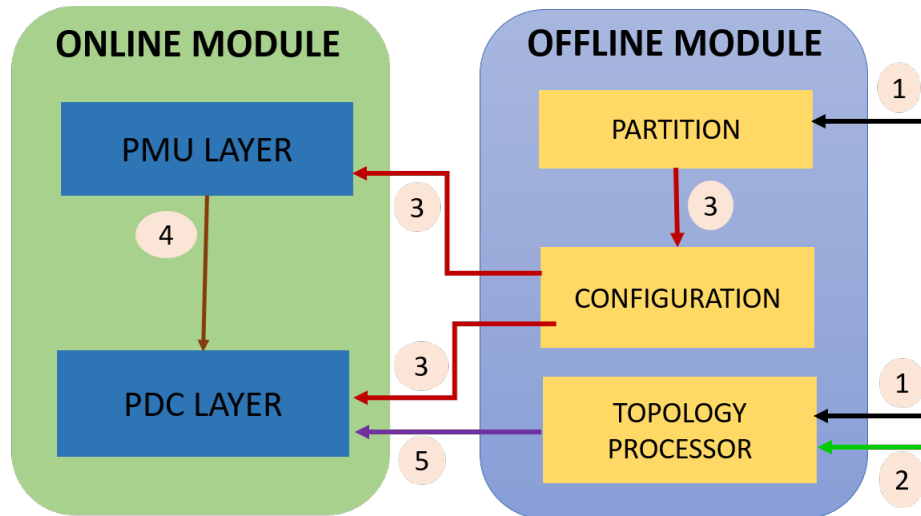 ONLINE MODULE
OFFLINE MODULE
1
PARTITION
PMU LAYER
3
3
4
CONFIGURATION
3
PDC LAYER
1
TOPOLOGY
PROCESSOR
5
2